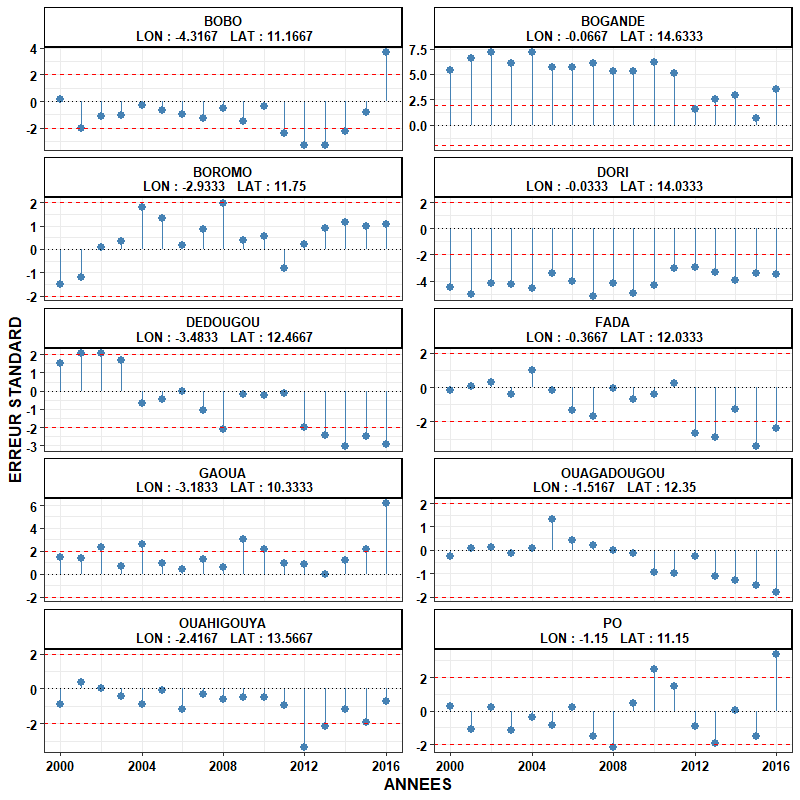 BOBO
LON : -4.3167 LAT : 11.1667
4
2
0
-2
BOGANDE
LON : -0.0667 LAT : 14.6333
7.5
5.0
2.5
0.0
BOROMO
LON : -2.9333 LAT : 11.75
2
1
0
-1
-2
DORI
LON : -0.0333 LAT : 14.0333
2
0
-2
-4
DEDOUGOU
LON : -3.4833 LAT : 12.4667
2
1
0
-1
-2
-3
FADA
LON : -0.3667 LAT : 12.0333
2
0
-2
GAOUA
LON : -3.1833 LAT : 10.3333
6
4
2
0
-2
OUAGADOUGOU
LON : -1.5167 LAT : 12.35
2
1
0
-1
-2
OUAHIGOUYA
LON : -2.4167 LAT : 13.5667
2
0
-2
PO
LON : -1.15 LAT : 11.15
2
0
-2
2000 2004 2008 2012 2016
2000 2004 2008 2012 2016
ANNEES
ERREUR STANDARD